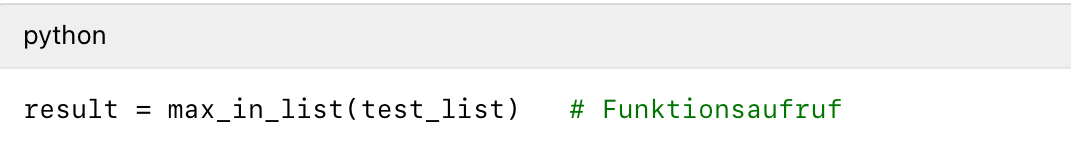 python
result = max_in_list(test_list)   # Funktionsaufruf